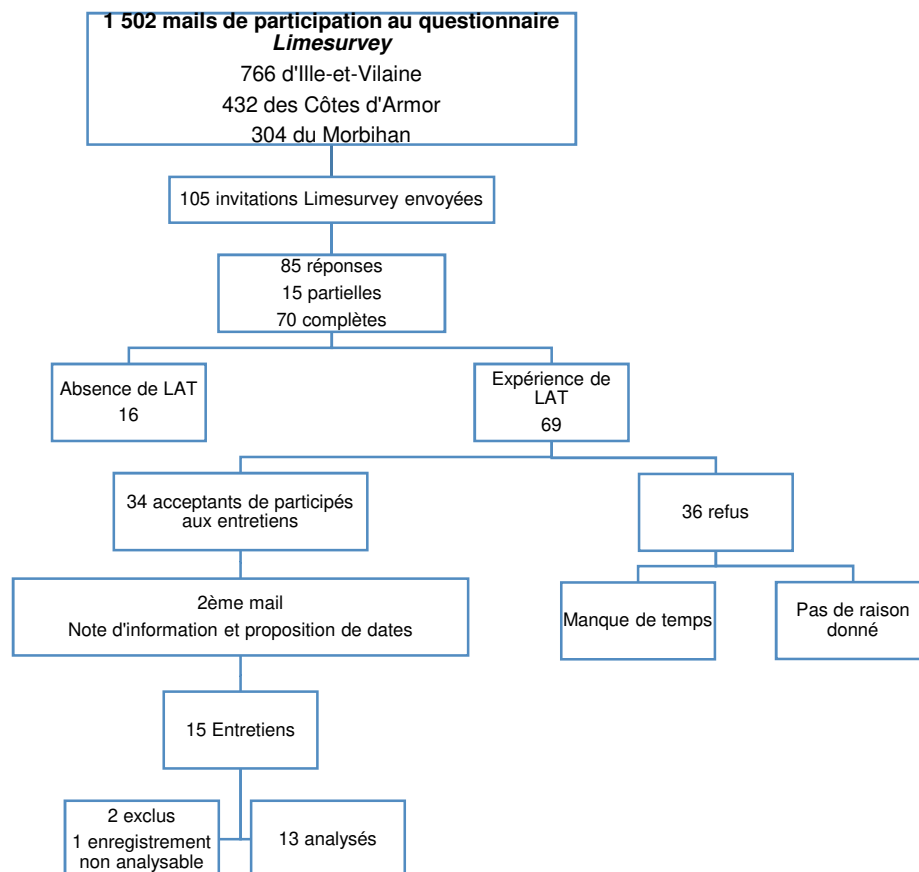 1 502 mails de participation au questionnaire
Limesurvey
766 d'Ille-et-Vilaine
432 des Côtes d'Armor
304 du Morbihan
105 invitations Limesurvey envoyées
85 réponses
15 partielles
70 complètes
Absence de LAT
16
Expérience de
LAT
69
34 acceptants de participés
aux entretiens
36 refus
2ème mail
Note d'information et proposition de dates
Manque de temps
Pas de raison
donné
15 Entretiens
2 exclus
1 enregistrement
non analysable
13 analysés